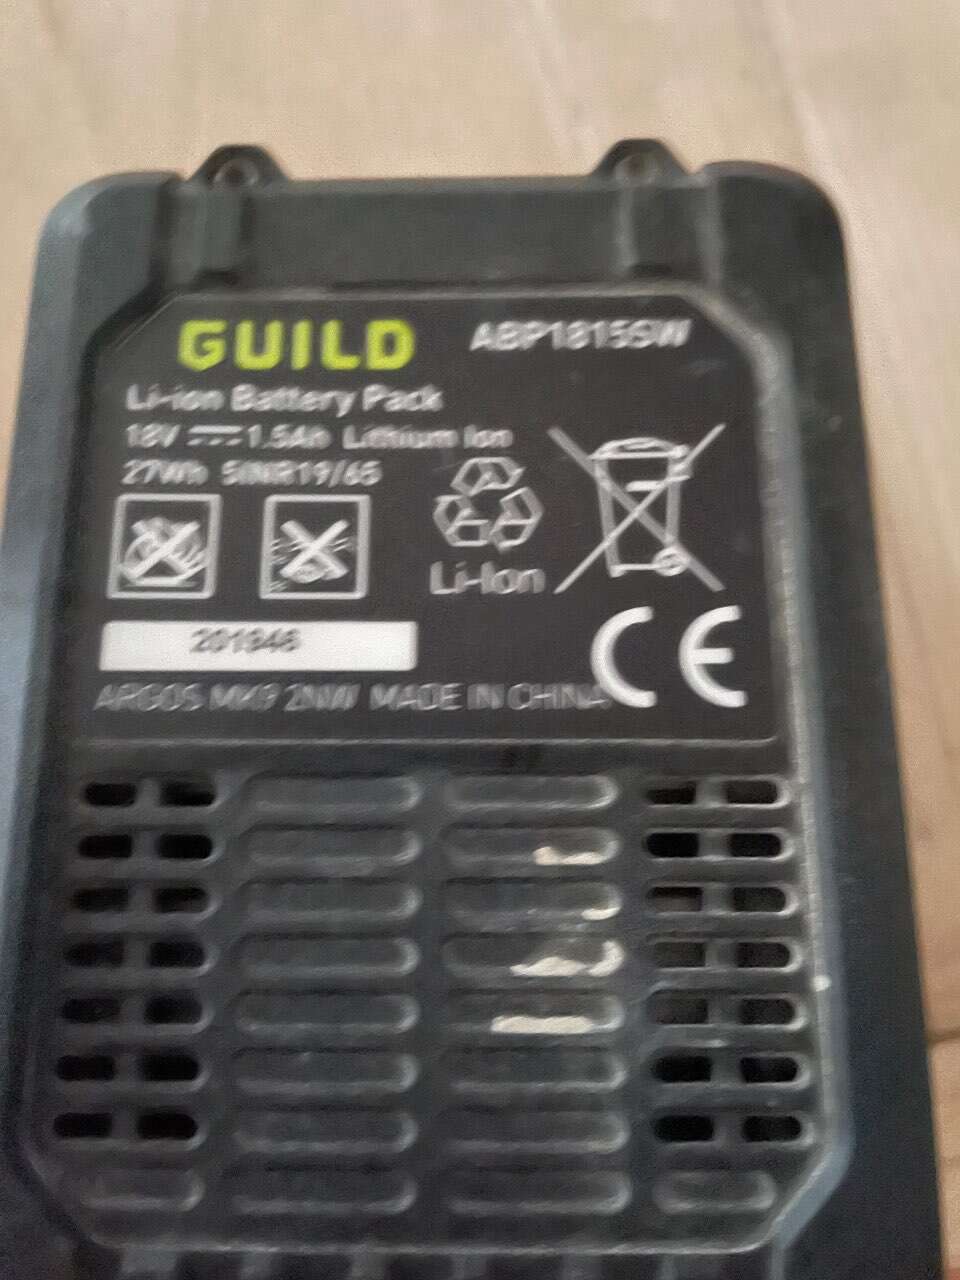 GUILD ABP1815SW
Li-ion Battery Pack
18V 1.5Ah Lithium Ion
27Wh 5INR19/65
Li-Ion
201846
CE
ARGOS MK9 2NW MADE IN CHINA